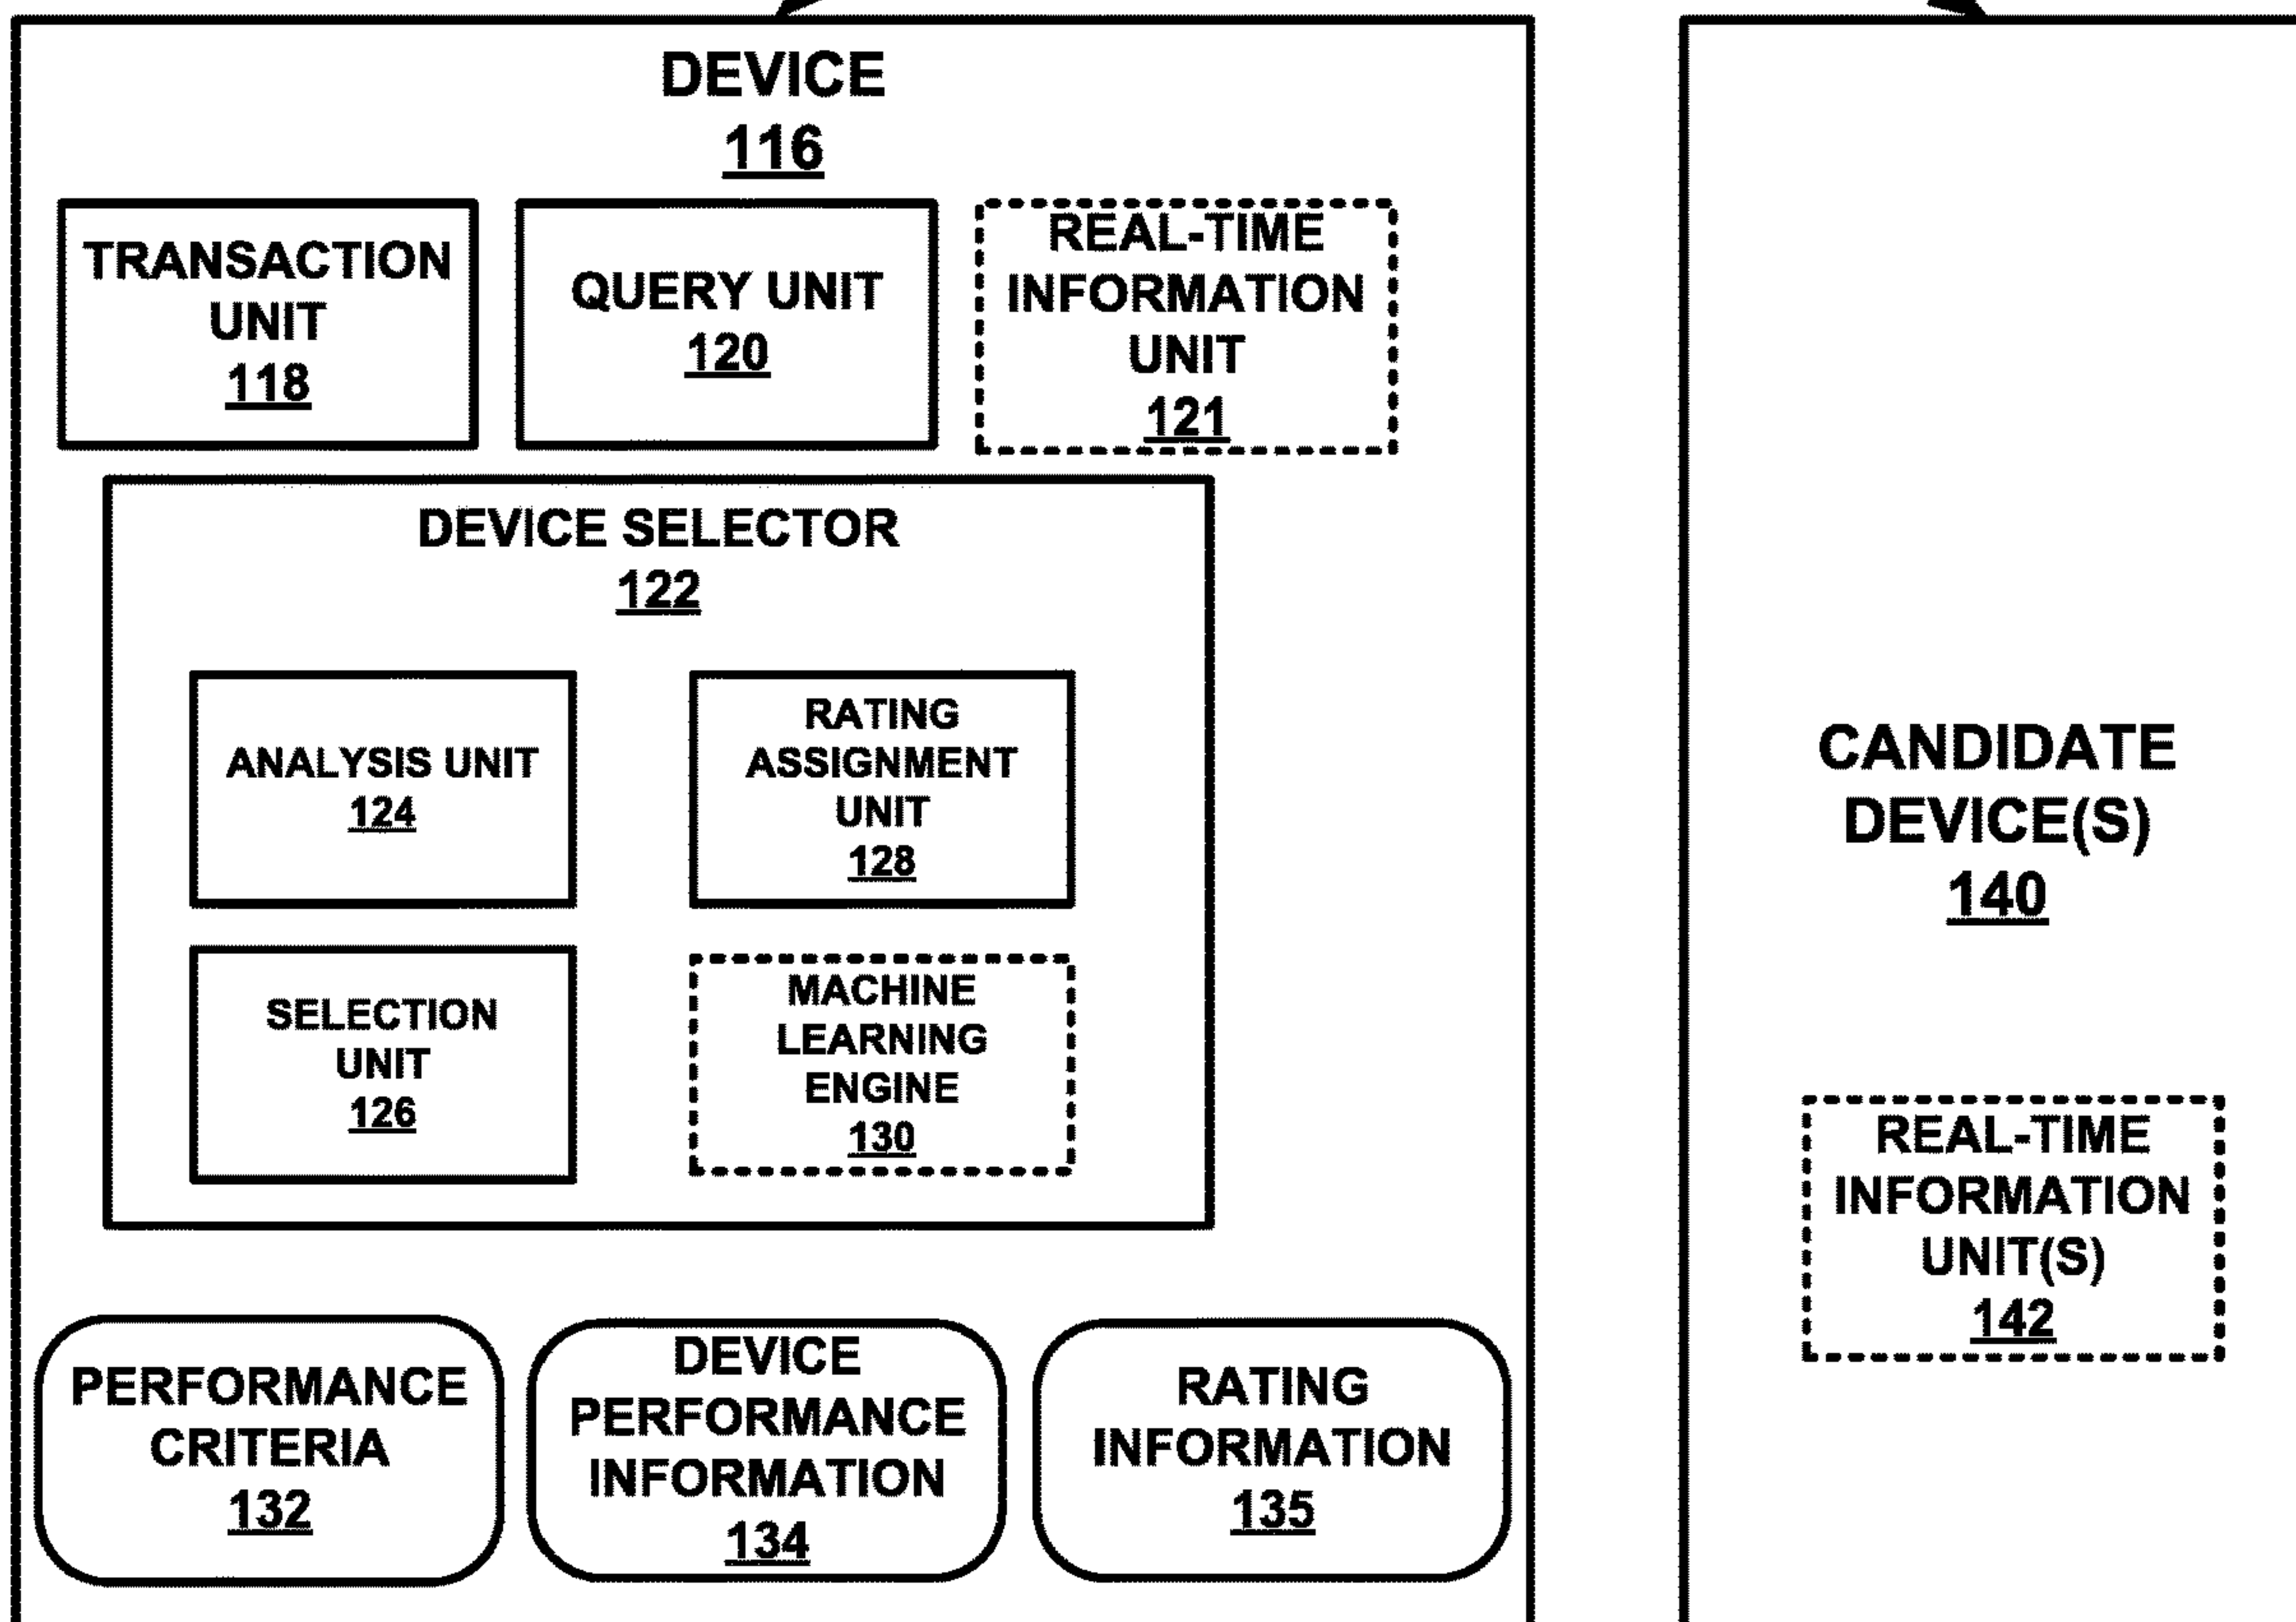 DEVICE
116
TRANSACTION
UNIT
118
QUERY UNIT
120
REAL-TIME
INFORMATION
UNIT
121
DEVICE SELECTOR
122
ANALYSIS UNIT
124
RATING
ASSIGNMENT
UNIT
128
SELECTION
UNIT
126
MACHINE
LEARNING
ENGINE
130
PERFORMANCE
CRITERIA
132
DEVICE
PERFORMANCE
INFORMATION
134
RATING
INFORMATION
135
CANDIDATE
DEVICE(S)
140
REAL-TIME
INFORMATION
UNIT(S)
142